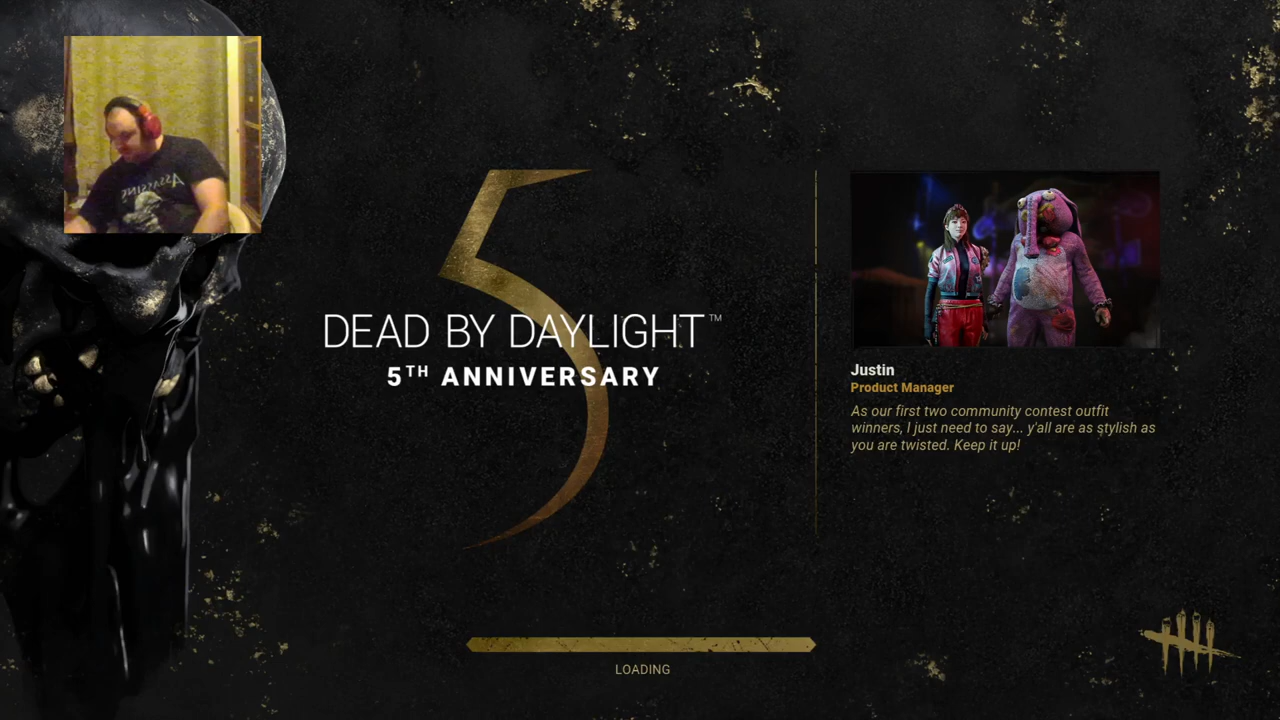 ASSASSINS
DEAD BY DAYLIGHT™
5TH ANNIVERSARY
Justin
Product Manager
As our first two community contest outfit
winners, I just need to say... y'all are as stylish as
you are twisted. Keep it up!
LOADING